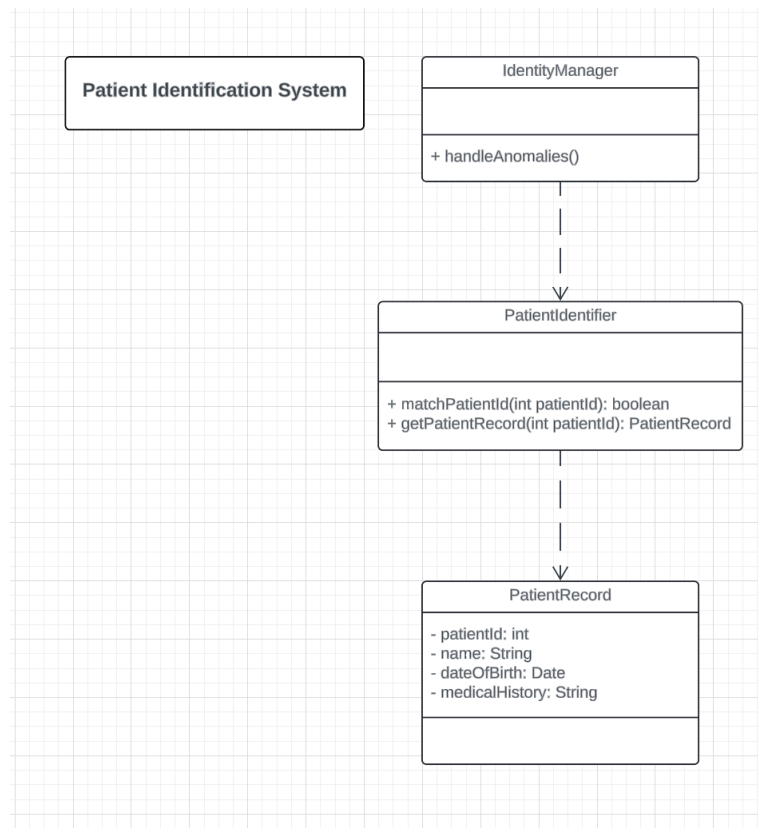 Patient Identification System
IdentityManager
+ handleAnomalies()
PatientIdentifier
+ matchPatientId(int patientId): boolean
+ getPatientRecord(int patientId): PatientRecord
PatientRecord
- patientId: int
- name: String
- dateOfBirth: Date
- medicalHistory: String